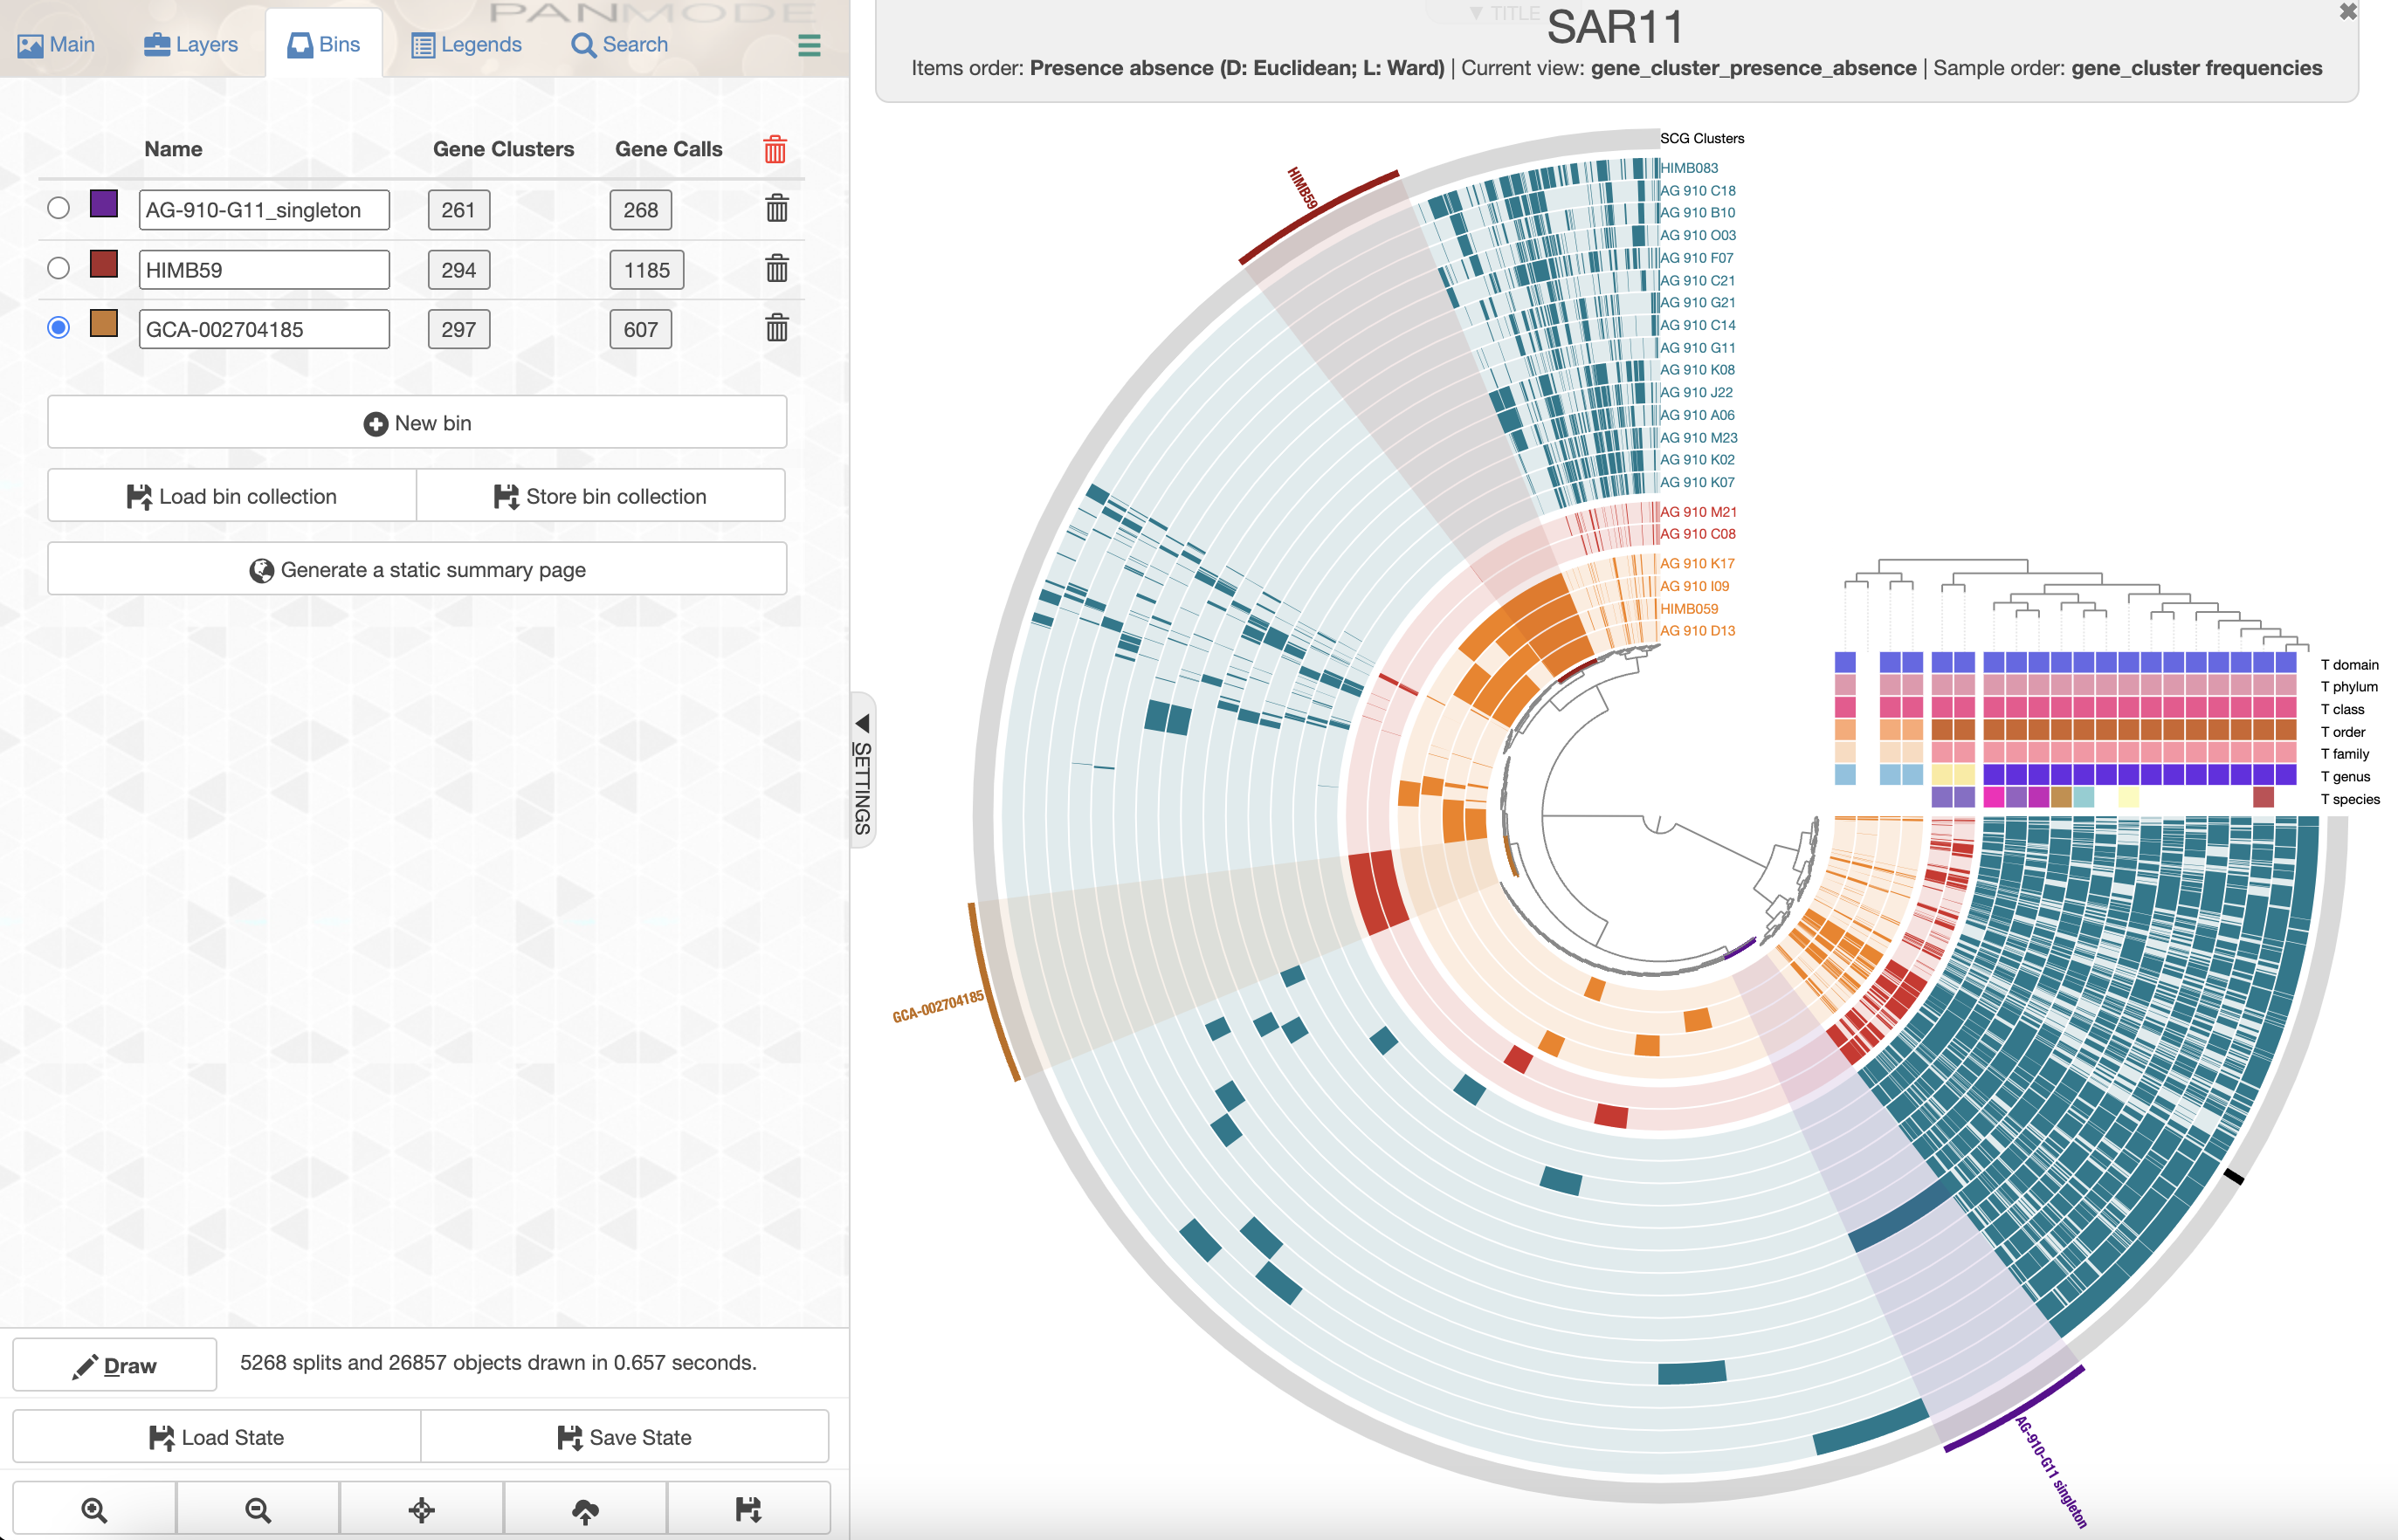 PANMODE
Main
Layers
Bins
Legends
Search
Name Gene Clusters Gene Calls
AG-910-G11_singleton 261 268
HIMB59 294 1185
GCA-002704185 297 607
New bin
Load bin collection
Store bin collection
Generate a static summary page
Draw
5268 splits and 26857 objects drawn in 0.657 seconds.
Load State
Save State
◀ SETTINGS
▼ TITLE
SAR11
Items order: Presence absence (D: Euclidean; L: Ward) | Current view: gene_cluster_presence_absence | Sample order: gene_cluster frequencies
SCG Clusters
HIMB083
AG 910 C18
AG 910 B10
AG 910 O03
AG 910 F07
AG 910 C21
AG 910 G21
AG 910 C14
AG 910 G11
AG 910 K08
AG 910 J22
AG 910 A06
AG 910 M23
AG 910 K02
AG 910 K07
AG 910 M21
AG 910 C08
AG 910 K17
AG 910 I09
HIMB059
AG 910 D13
T domain
T phylum
T class
T order
T family
T genus
T species
HIMB59
GCA-002704185
AG-910-G11 singleton